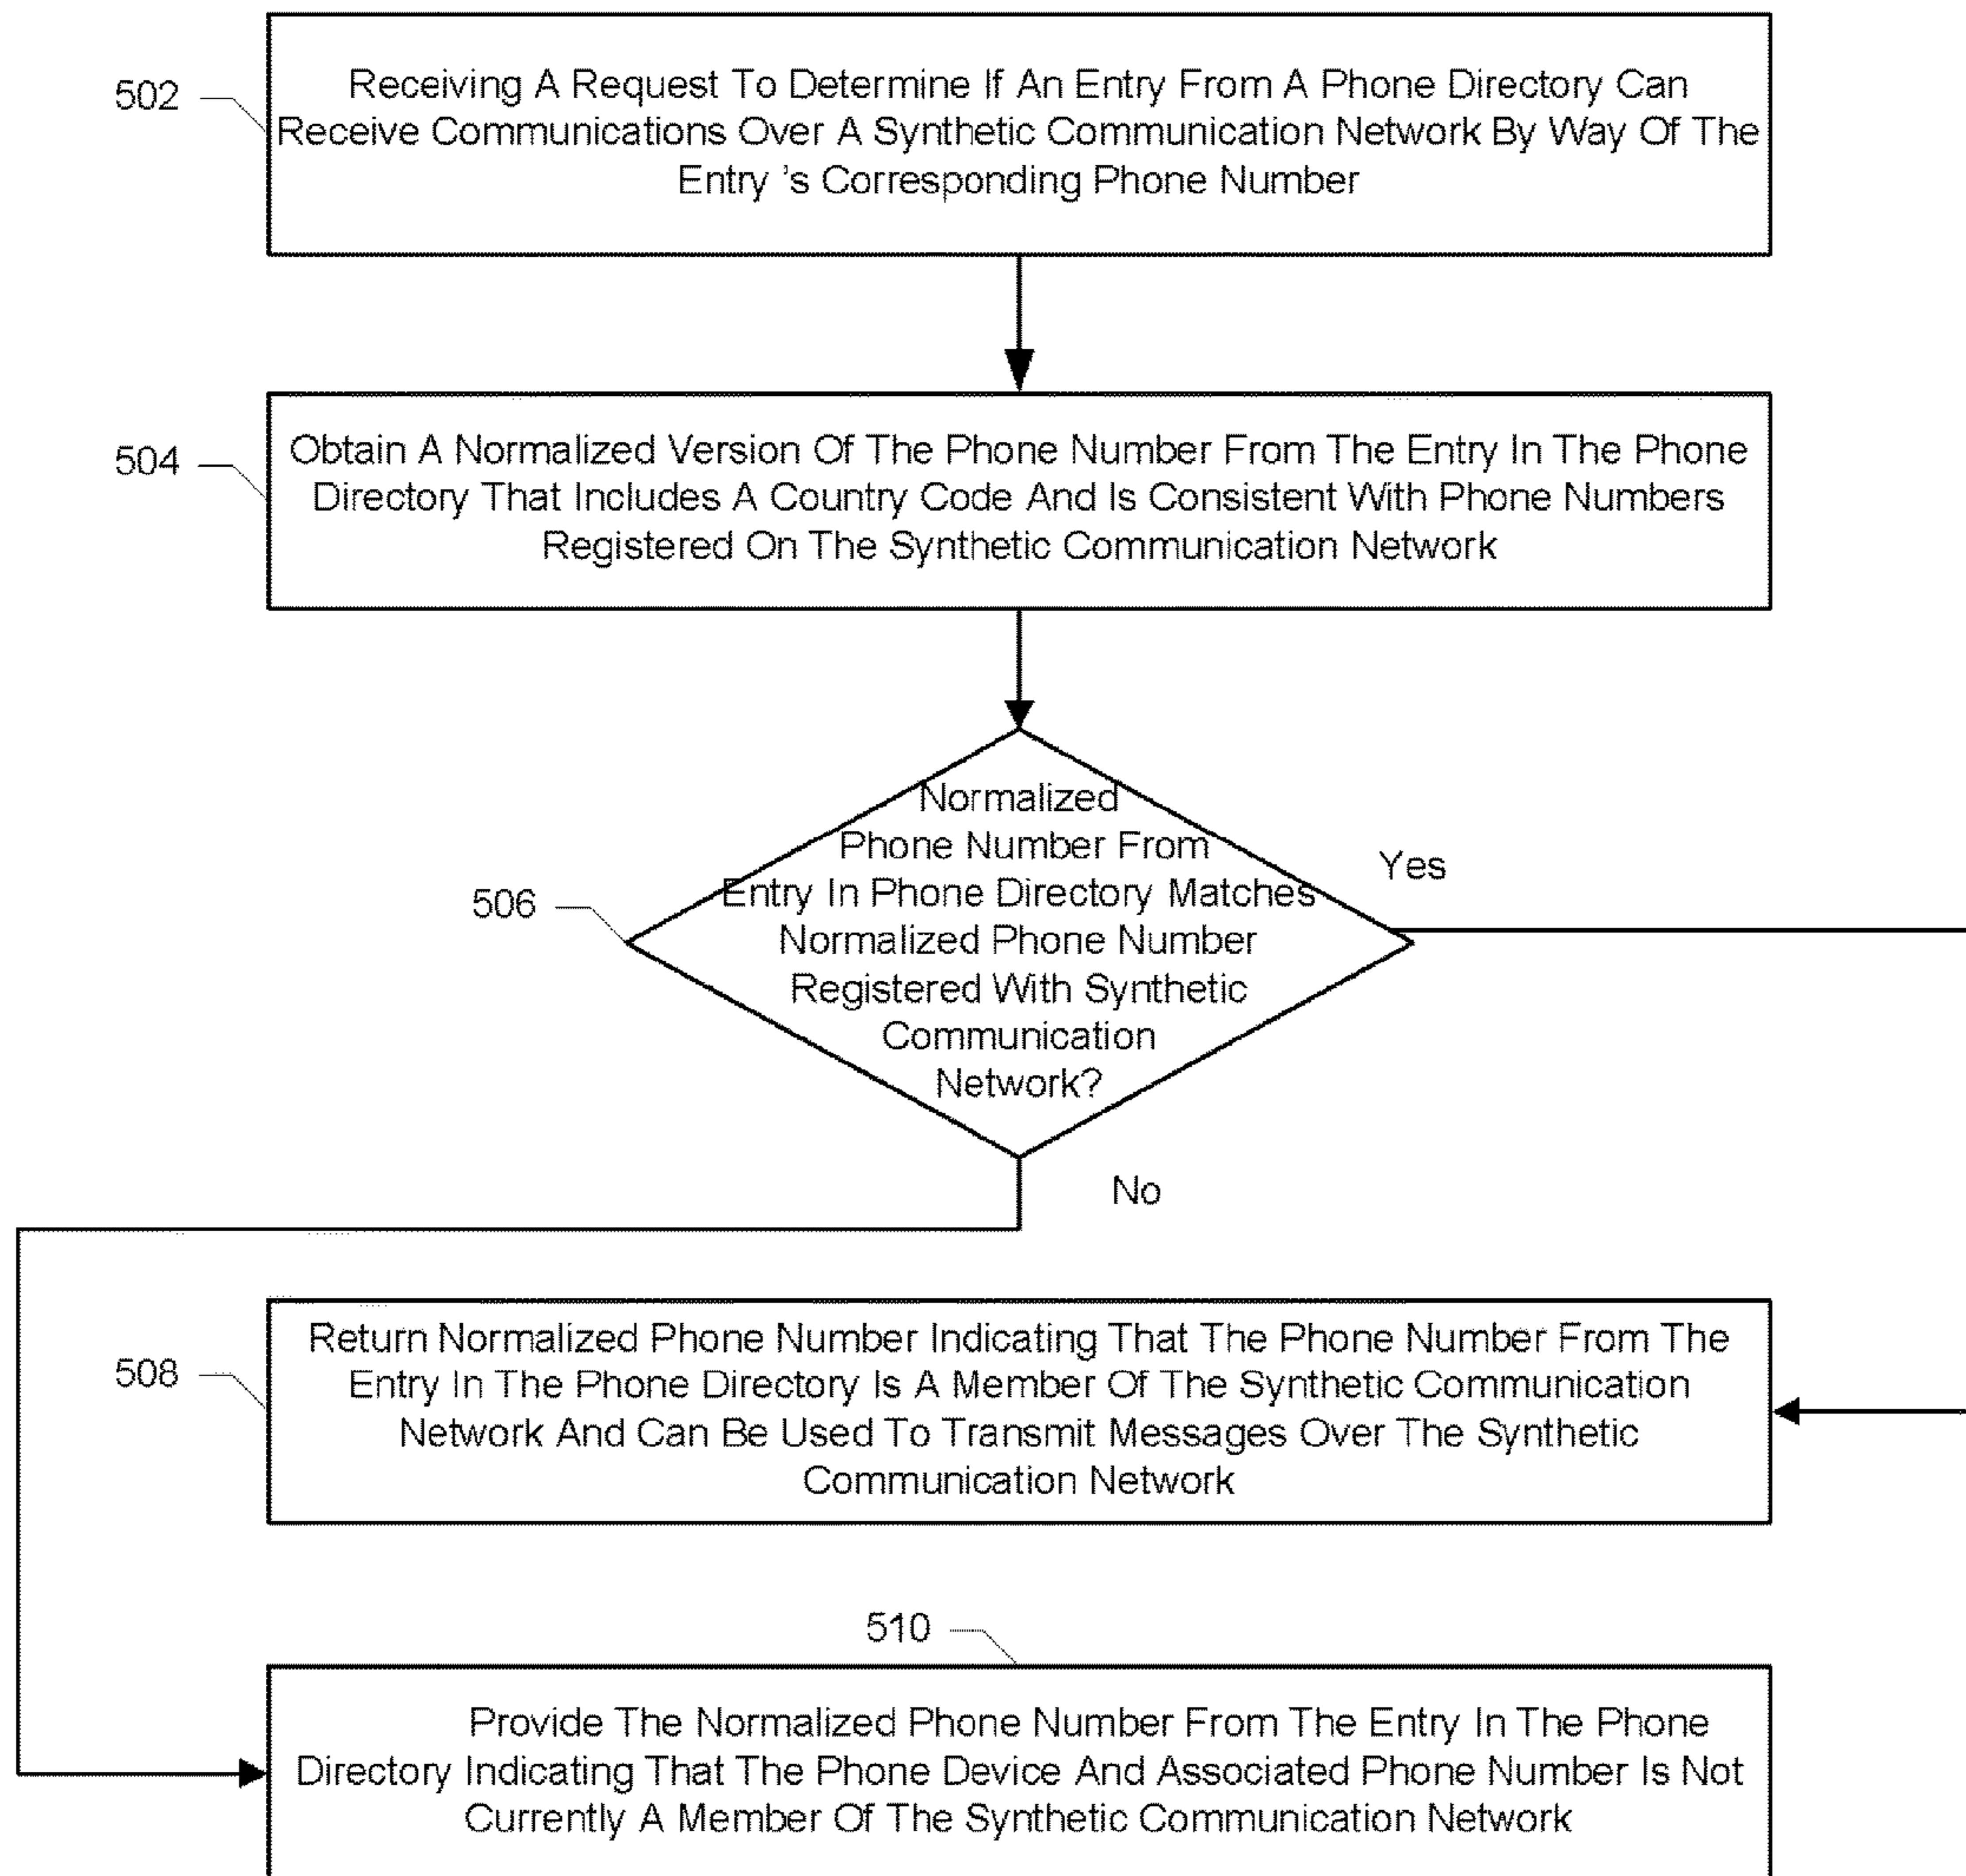 502
Receiving A Request To Determine If An Entry From A Phone Directory Can
Receive Communications Over A Synthetic Communication Network By Way Of The
Entry 's Corresponding Phone Number
504
Obtain A Normalized Version Of The Phone Number From The Entry In The Phone
Directory That Includes A Country Code And Is Consistent With Phone Numbers
Registered On The Synthetic Communication Network
506
Normalized
Phone Number From
Entry In Phone Directory Matches
Normalized Phone Number
Registered With Synthetic
Communication
Network?
Yes
No
508
Return Normalized Phone Number Indicating That The Phone Number From The
Entry In The Phone Directory Is A Member Of The Synthetic Communication
Network And Can Be Used To Transmit Messages Over The Synthetic
Communication Network
510
Provide The Normalized Phone Number From The Entry In The Phone
Directory Indicating That The Phone Device And Associated Phone Number Is Not
Currently A Member Of The Synthetic Communication Network